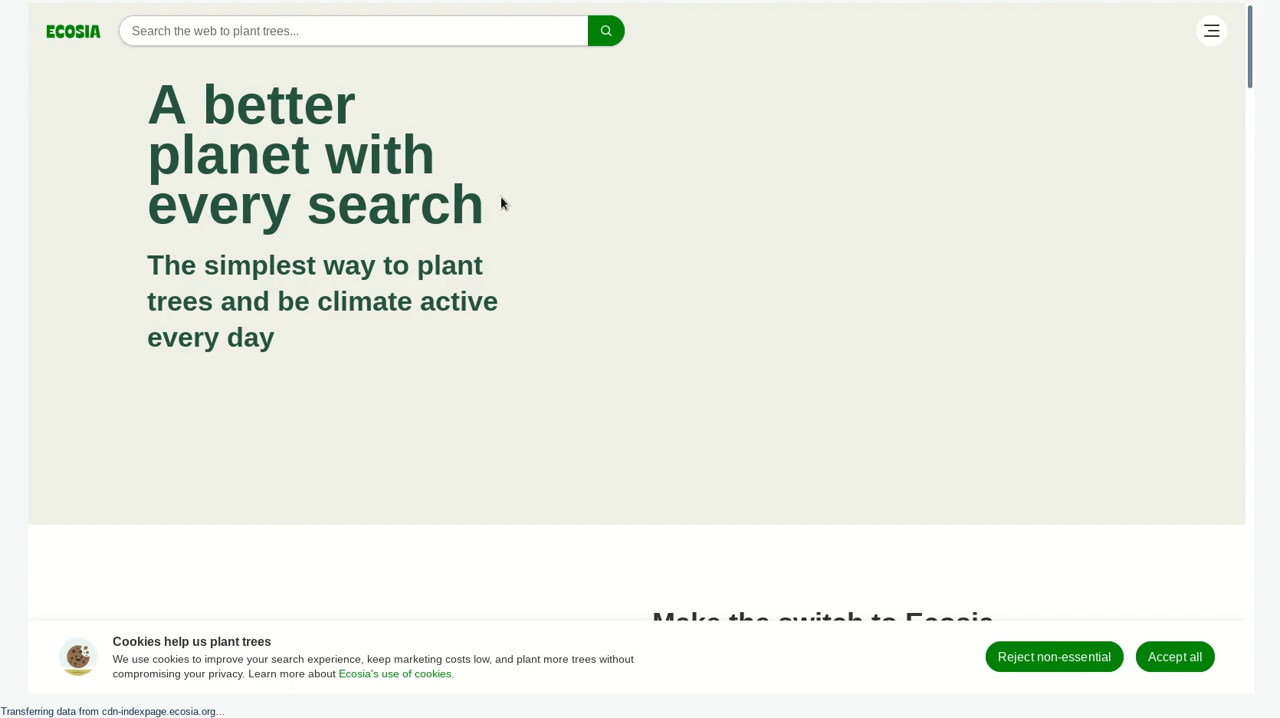 ECOSIA
Search the web to plant trees...
A better
planet with
every search
The simplest way to plant
trees and be climate active
every day
Make the switch to Ecosia
Cookies help us plant trees
We use cookies to improve your search experience, keep marketing costs low, and plant more trees without
compromising your privacy. Learn more about Ecosia's use of cookies.
Reject non-essential
Accept all
Transferring data from cdn-indexpage.ecosia.org...